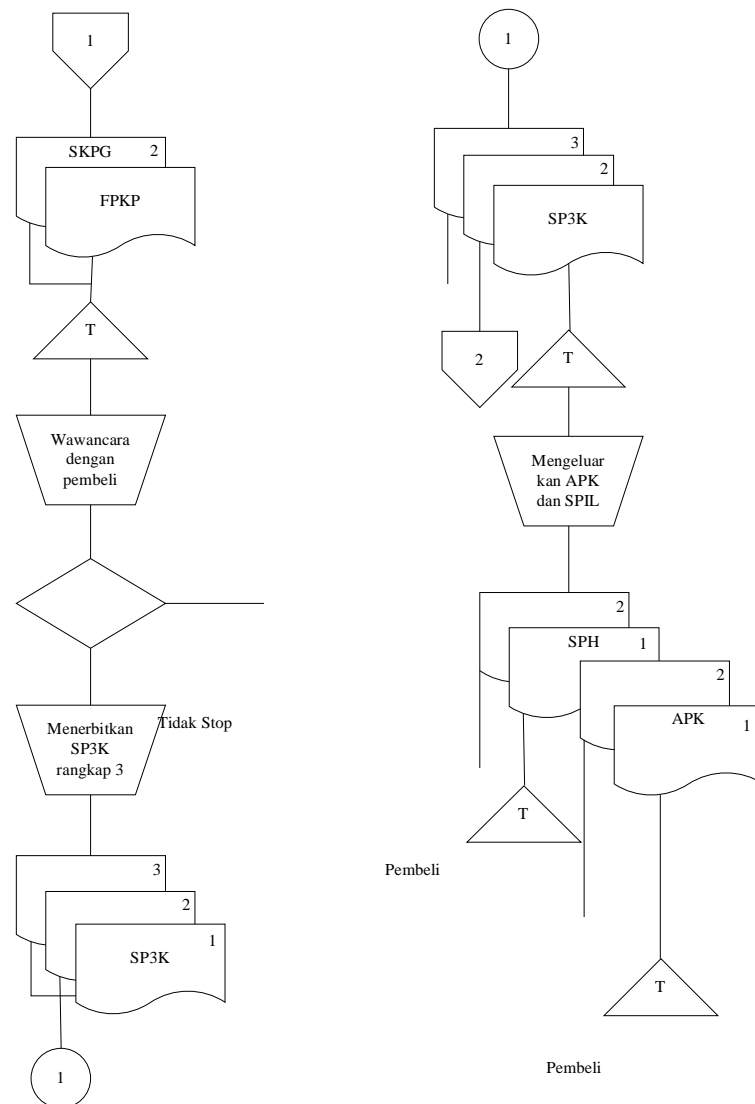 1
SKPG
2
FPKP
T
Wawancara
dengan
pembeli
Menerbitkan
SP3K
rangkap 3
Tidak Stop
3
2
1
SP3K
1
1
3
2
SP3K
2
T
Mengeluar
kan APK
dan SPIL
2
SPH
1
2
APK
1
T
Pembeli
T
Pembeli